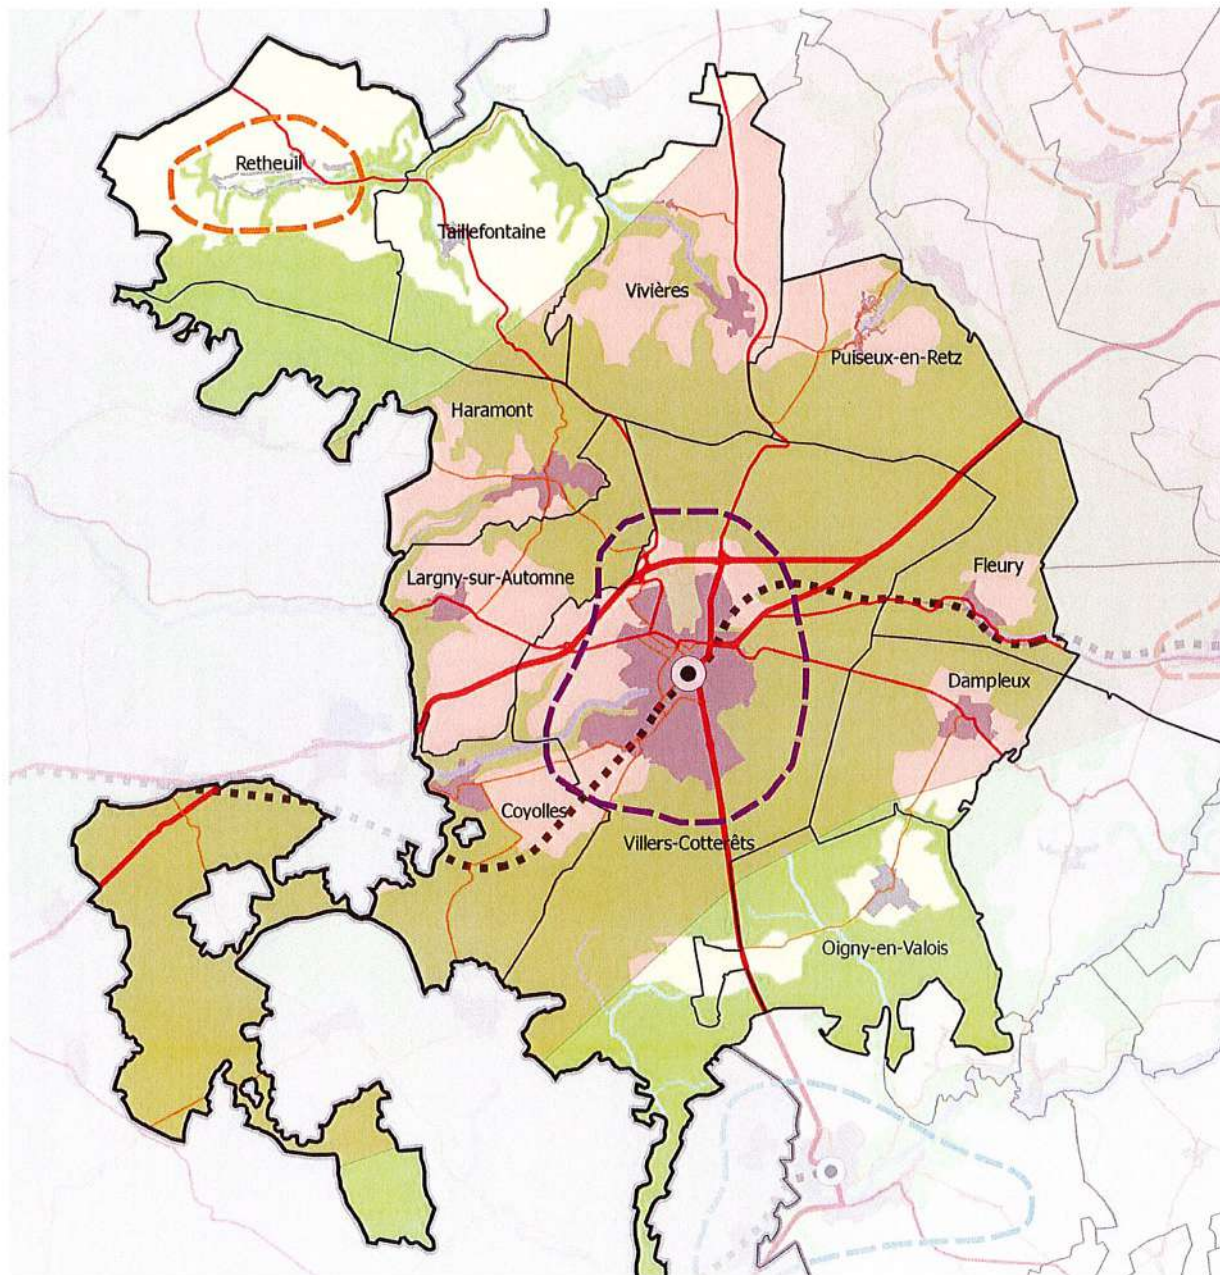 Retheuil
Taillefontaine
Vivières
Puiseux-en-Retz
Haramont
Largny-sur-Automne
Fleury
Dampleux
Coyolles
Villers-Cotterêts
Oigny-en-Valois